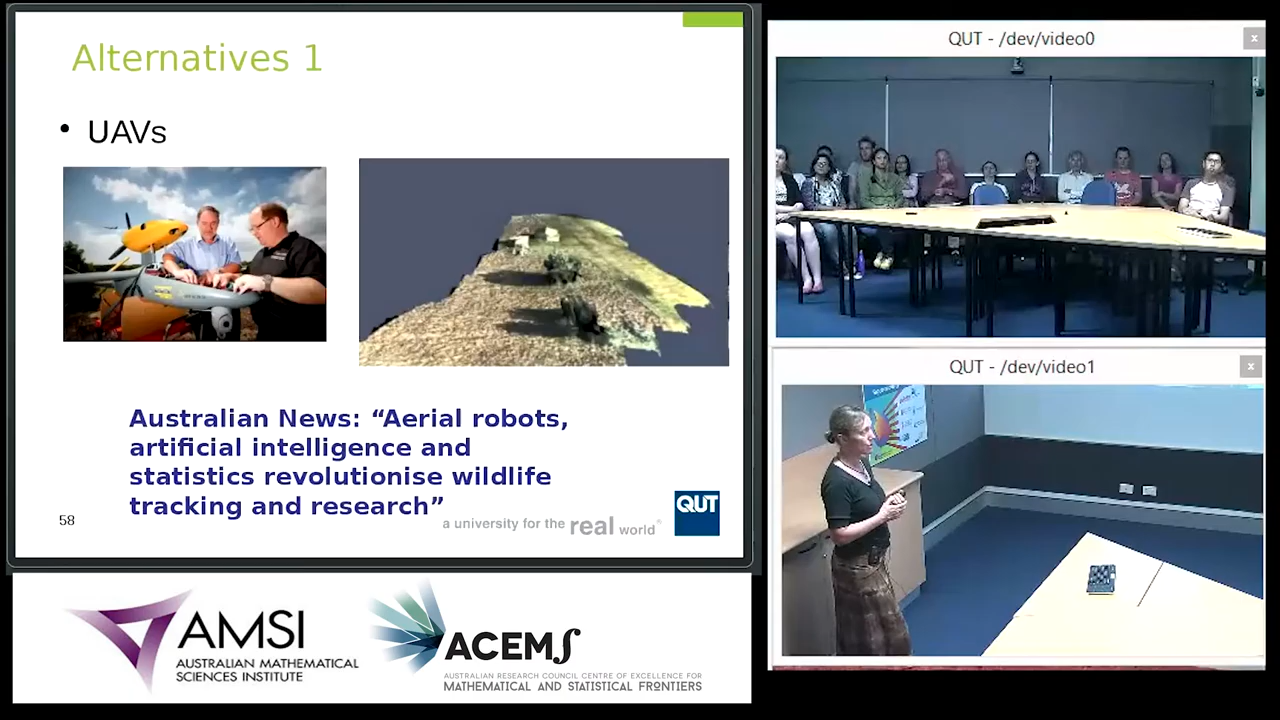 Alternatives 1
• UAVs
Australian News: “Aerial robots,
artificial intelligence and
statistics revolutionise wildlife
tracking and research”
58
a university for the real world®
QUT
AMSI
AUSTRALIAN MATHEMATICAL
SCIENCES INSTITUTE
ACEMS
AUSTRALIAN RESEARCH COUNCIL CENTRE OF EXCELLENCE FOR
MATHEMATICAL AND STATISTICAL FRONTIERS
QUT - /dev/video0
x
QUT - /dev/video1
x